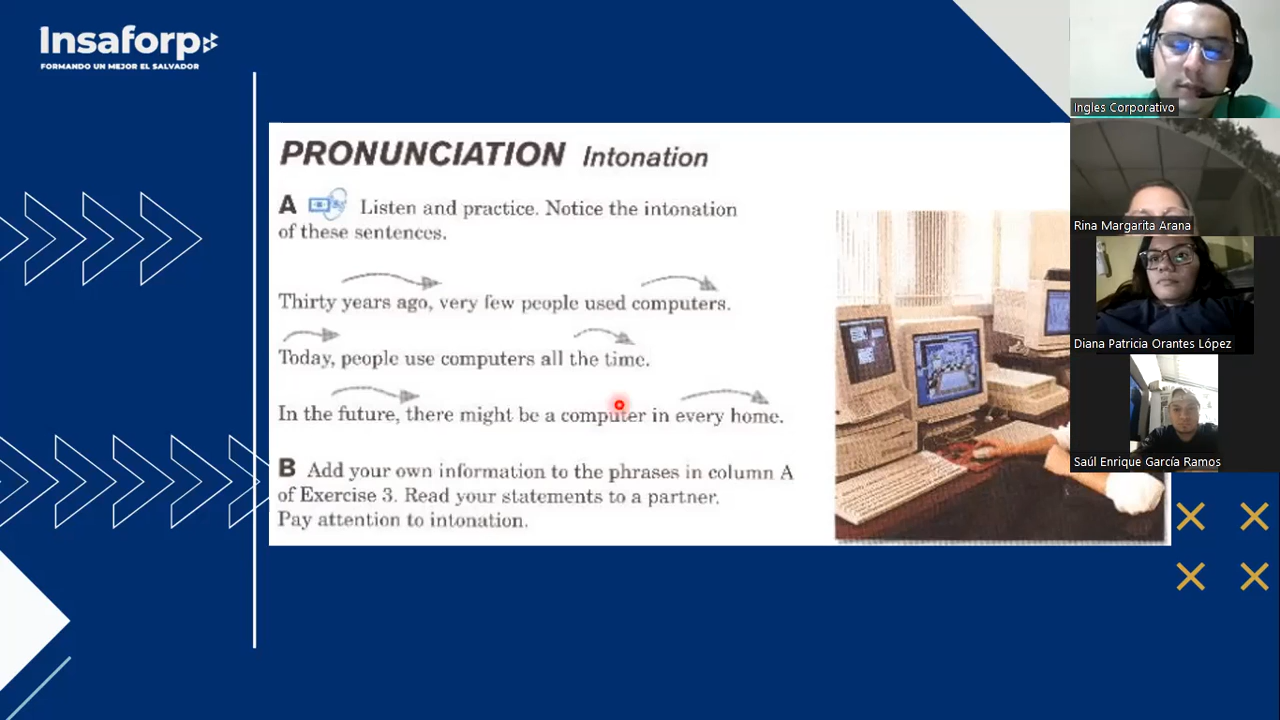 Insaforp
FORMANDO UN MEJOR EL SALVADOR
PRONUNCIATION Intonation
A Listen and practice. Notice the intonation
of these sentences.
Thirty years ago, very few people used computers.
Today, people use computers all the time.
In the future, there might be a computer in every home.
B Add your own information to the phrases in column A
of Exercise 3. Read your statements to a partner.
Pay attention to intonation.
Ingles Corporativo
Rina Margarita Arana
Diana Patricia Orantes López
Saúl Enrique García Ramos